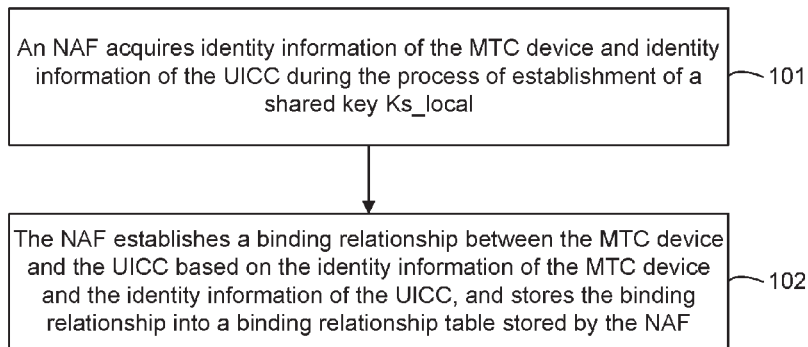 An NAF acquires identity information of the MTC device and identity
information of the UICC during the process of establishment of a
shared key Ks_local
101
The NAF establishes a binding relationship between the MTC device
and the UICC based on the identity information of the MTC device
and the identity information of the UICC, and stores the binding
relationship into a binding relationship table stored by the NAF
102